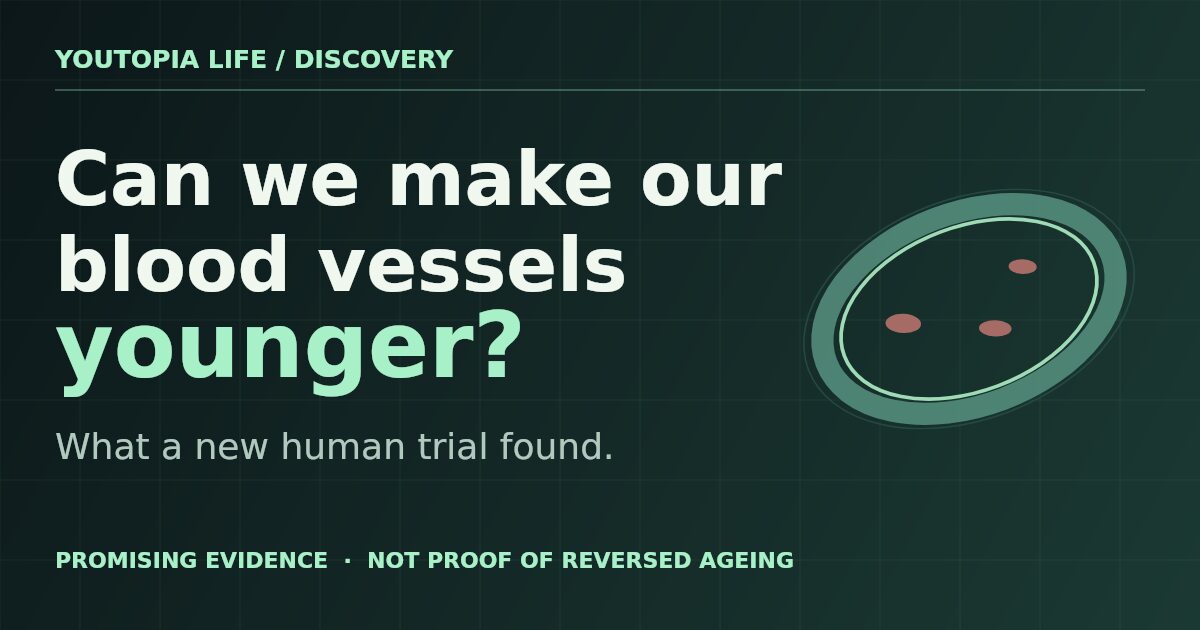 YOUTOPIA LIFE / DISCOVERY
Can we make our
blood vessels
younger?
What a new human trial found.
PROMISING EVIDENCE · NOT PROOF OF REVERSED AGEING